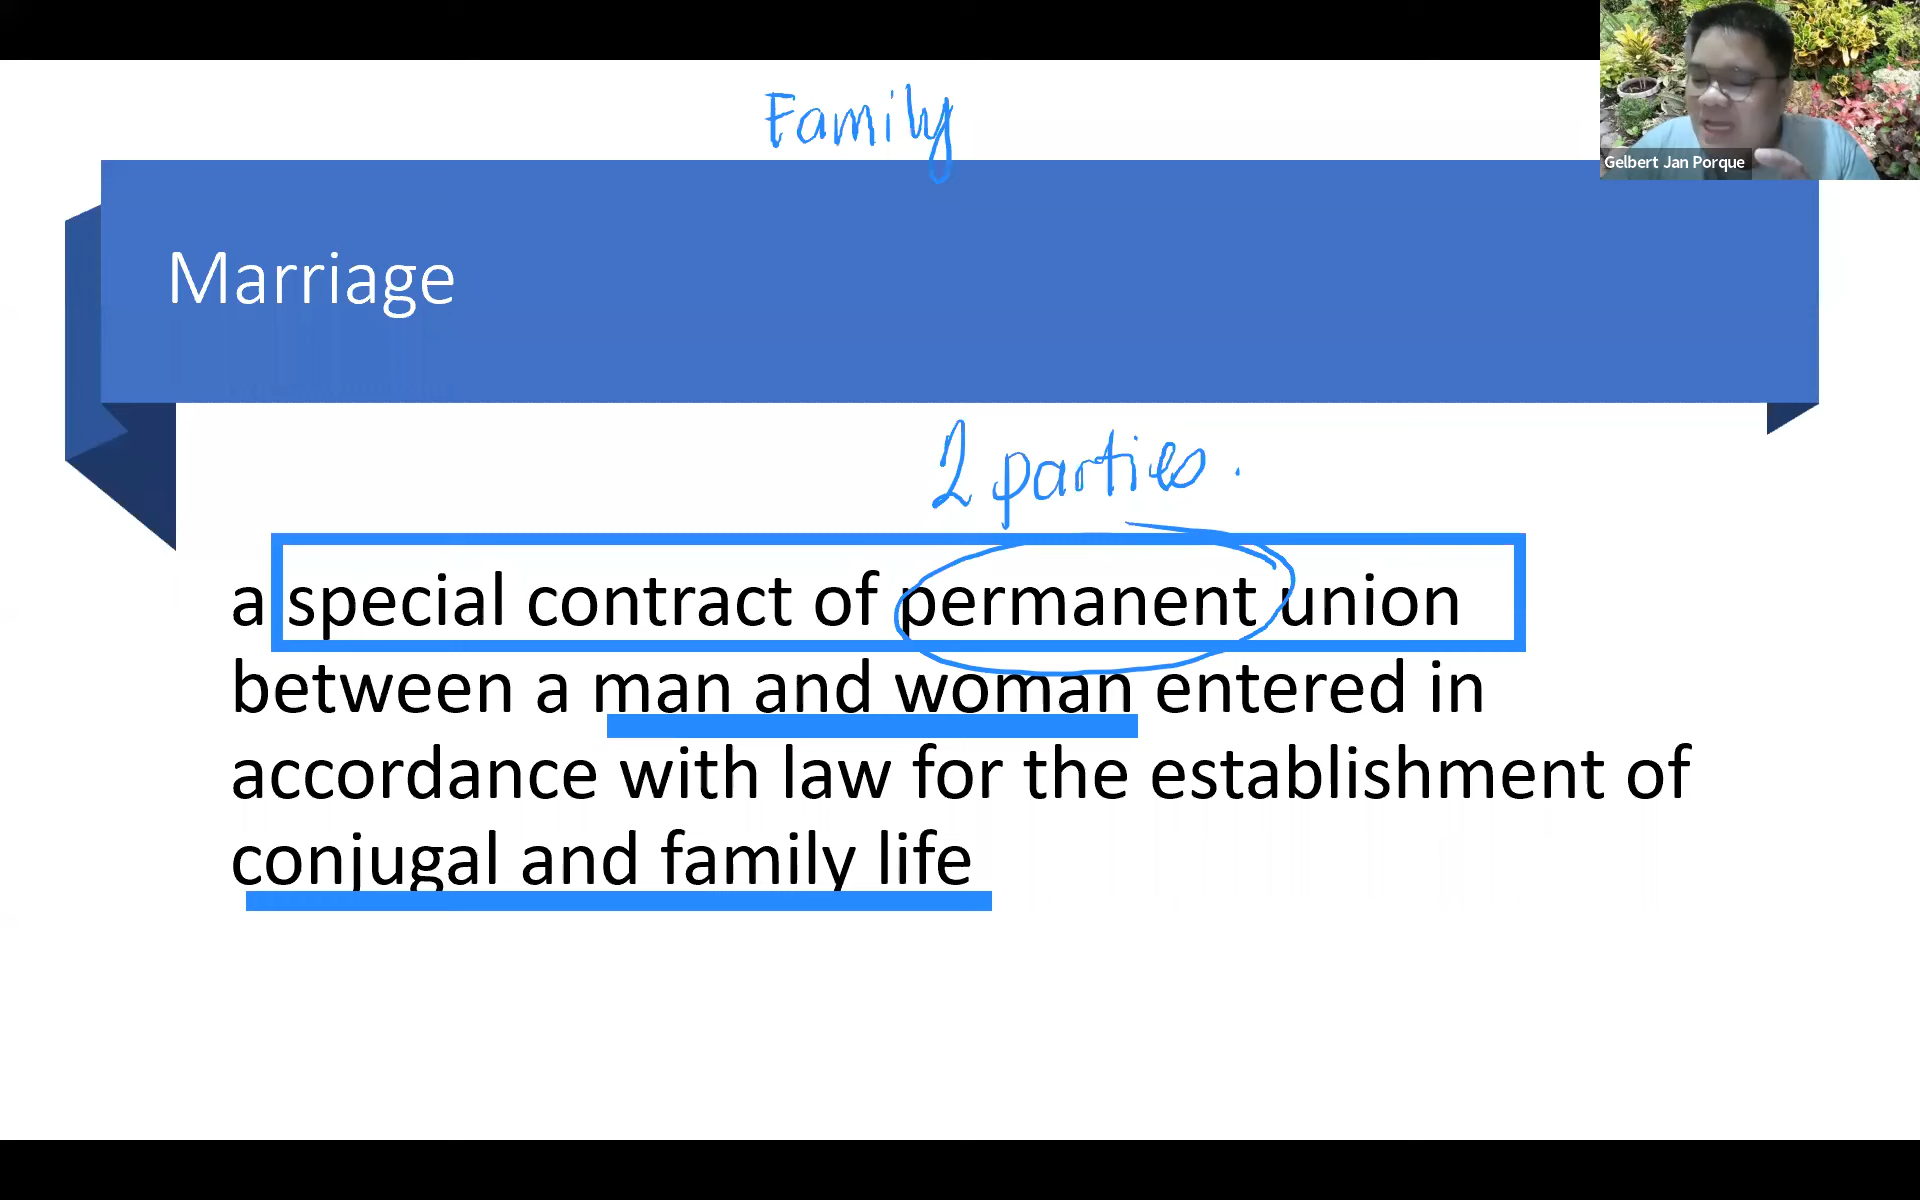 Family
Gelbert Jan Porque
Marriage
2 parties.
a special contract of permanent union
between a man and woman entered in
accordance with law for the establishment of
conjugal and family life